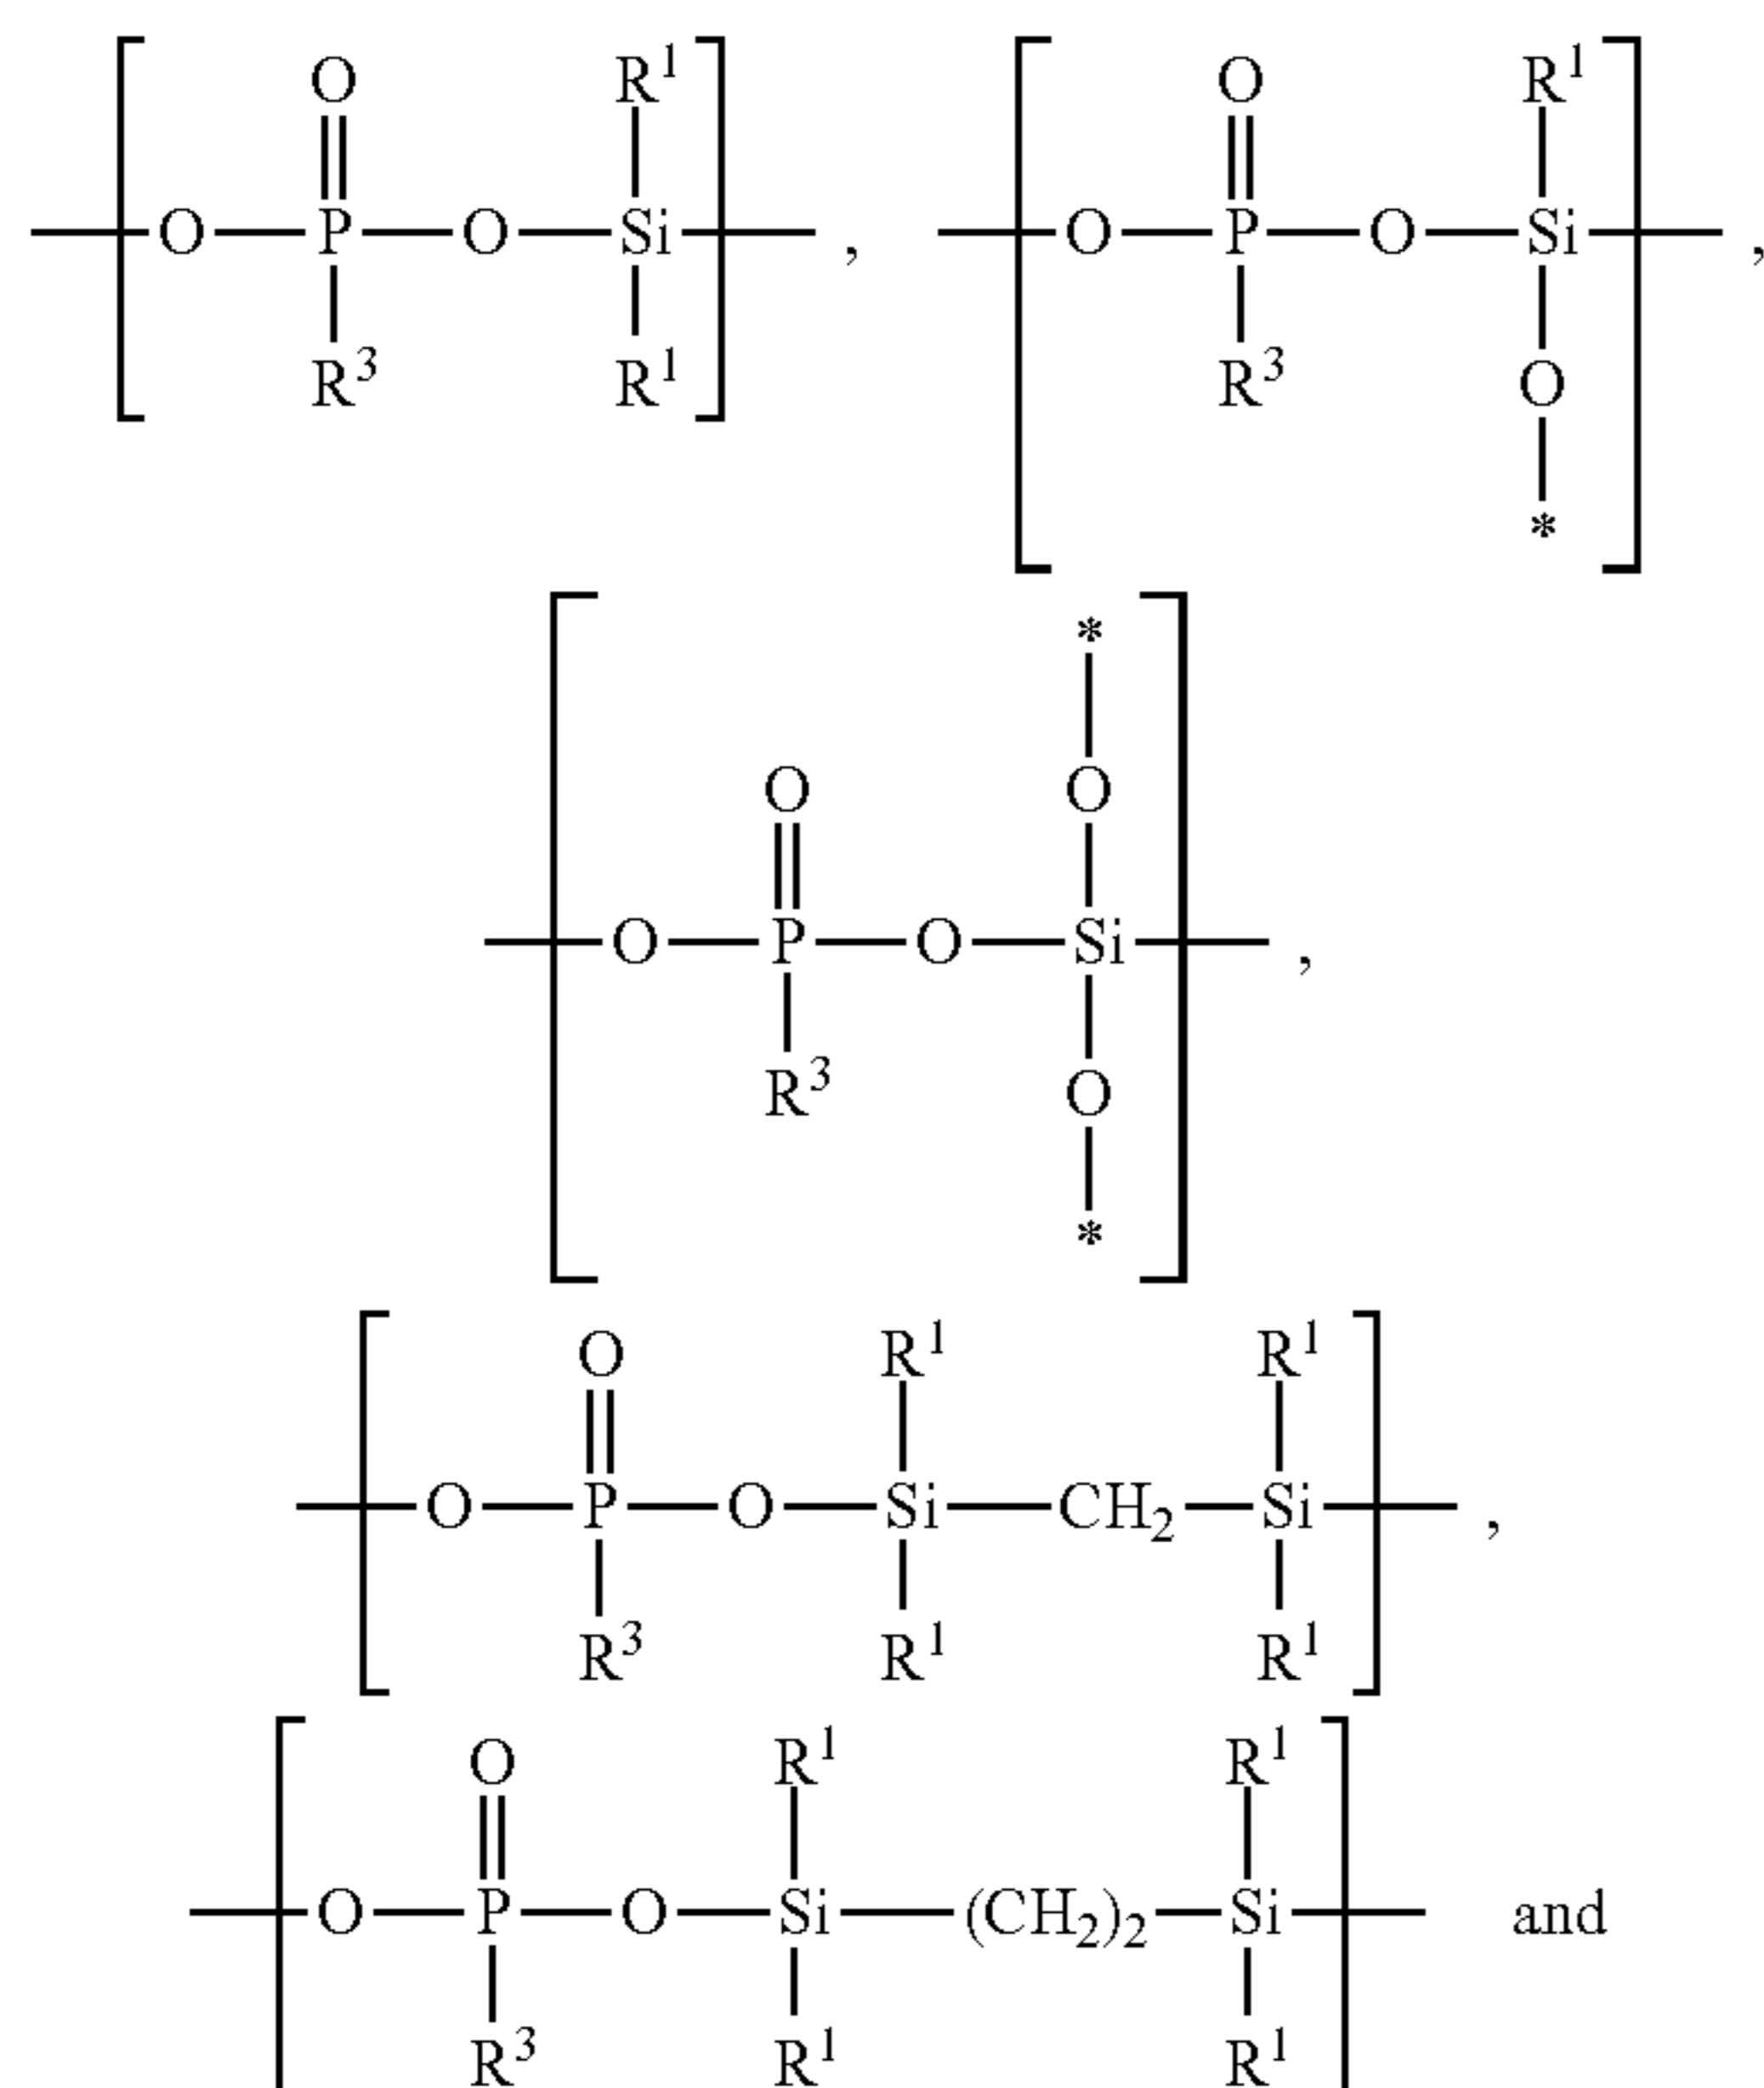 O R¹ O R¹
O P O Si , O P O Si ,
R³ R¹ R³ O
*
*
O O
O P O Si ,
R³ O
*
O R¹ R¹
O P O Si CH₂ Si ,
R³ R¹ R¹
O R¹ R¹
O P O Si (CH₂)₂ Si and
R³ R¹ R¹